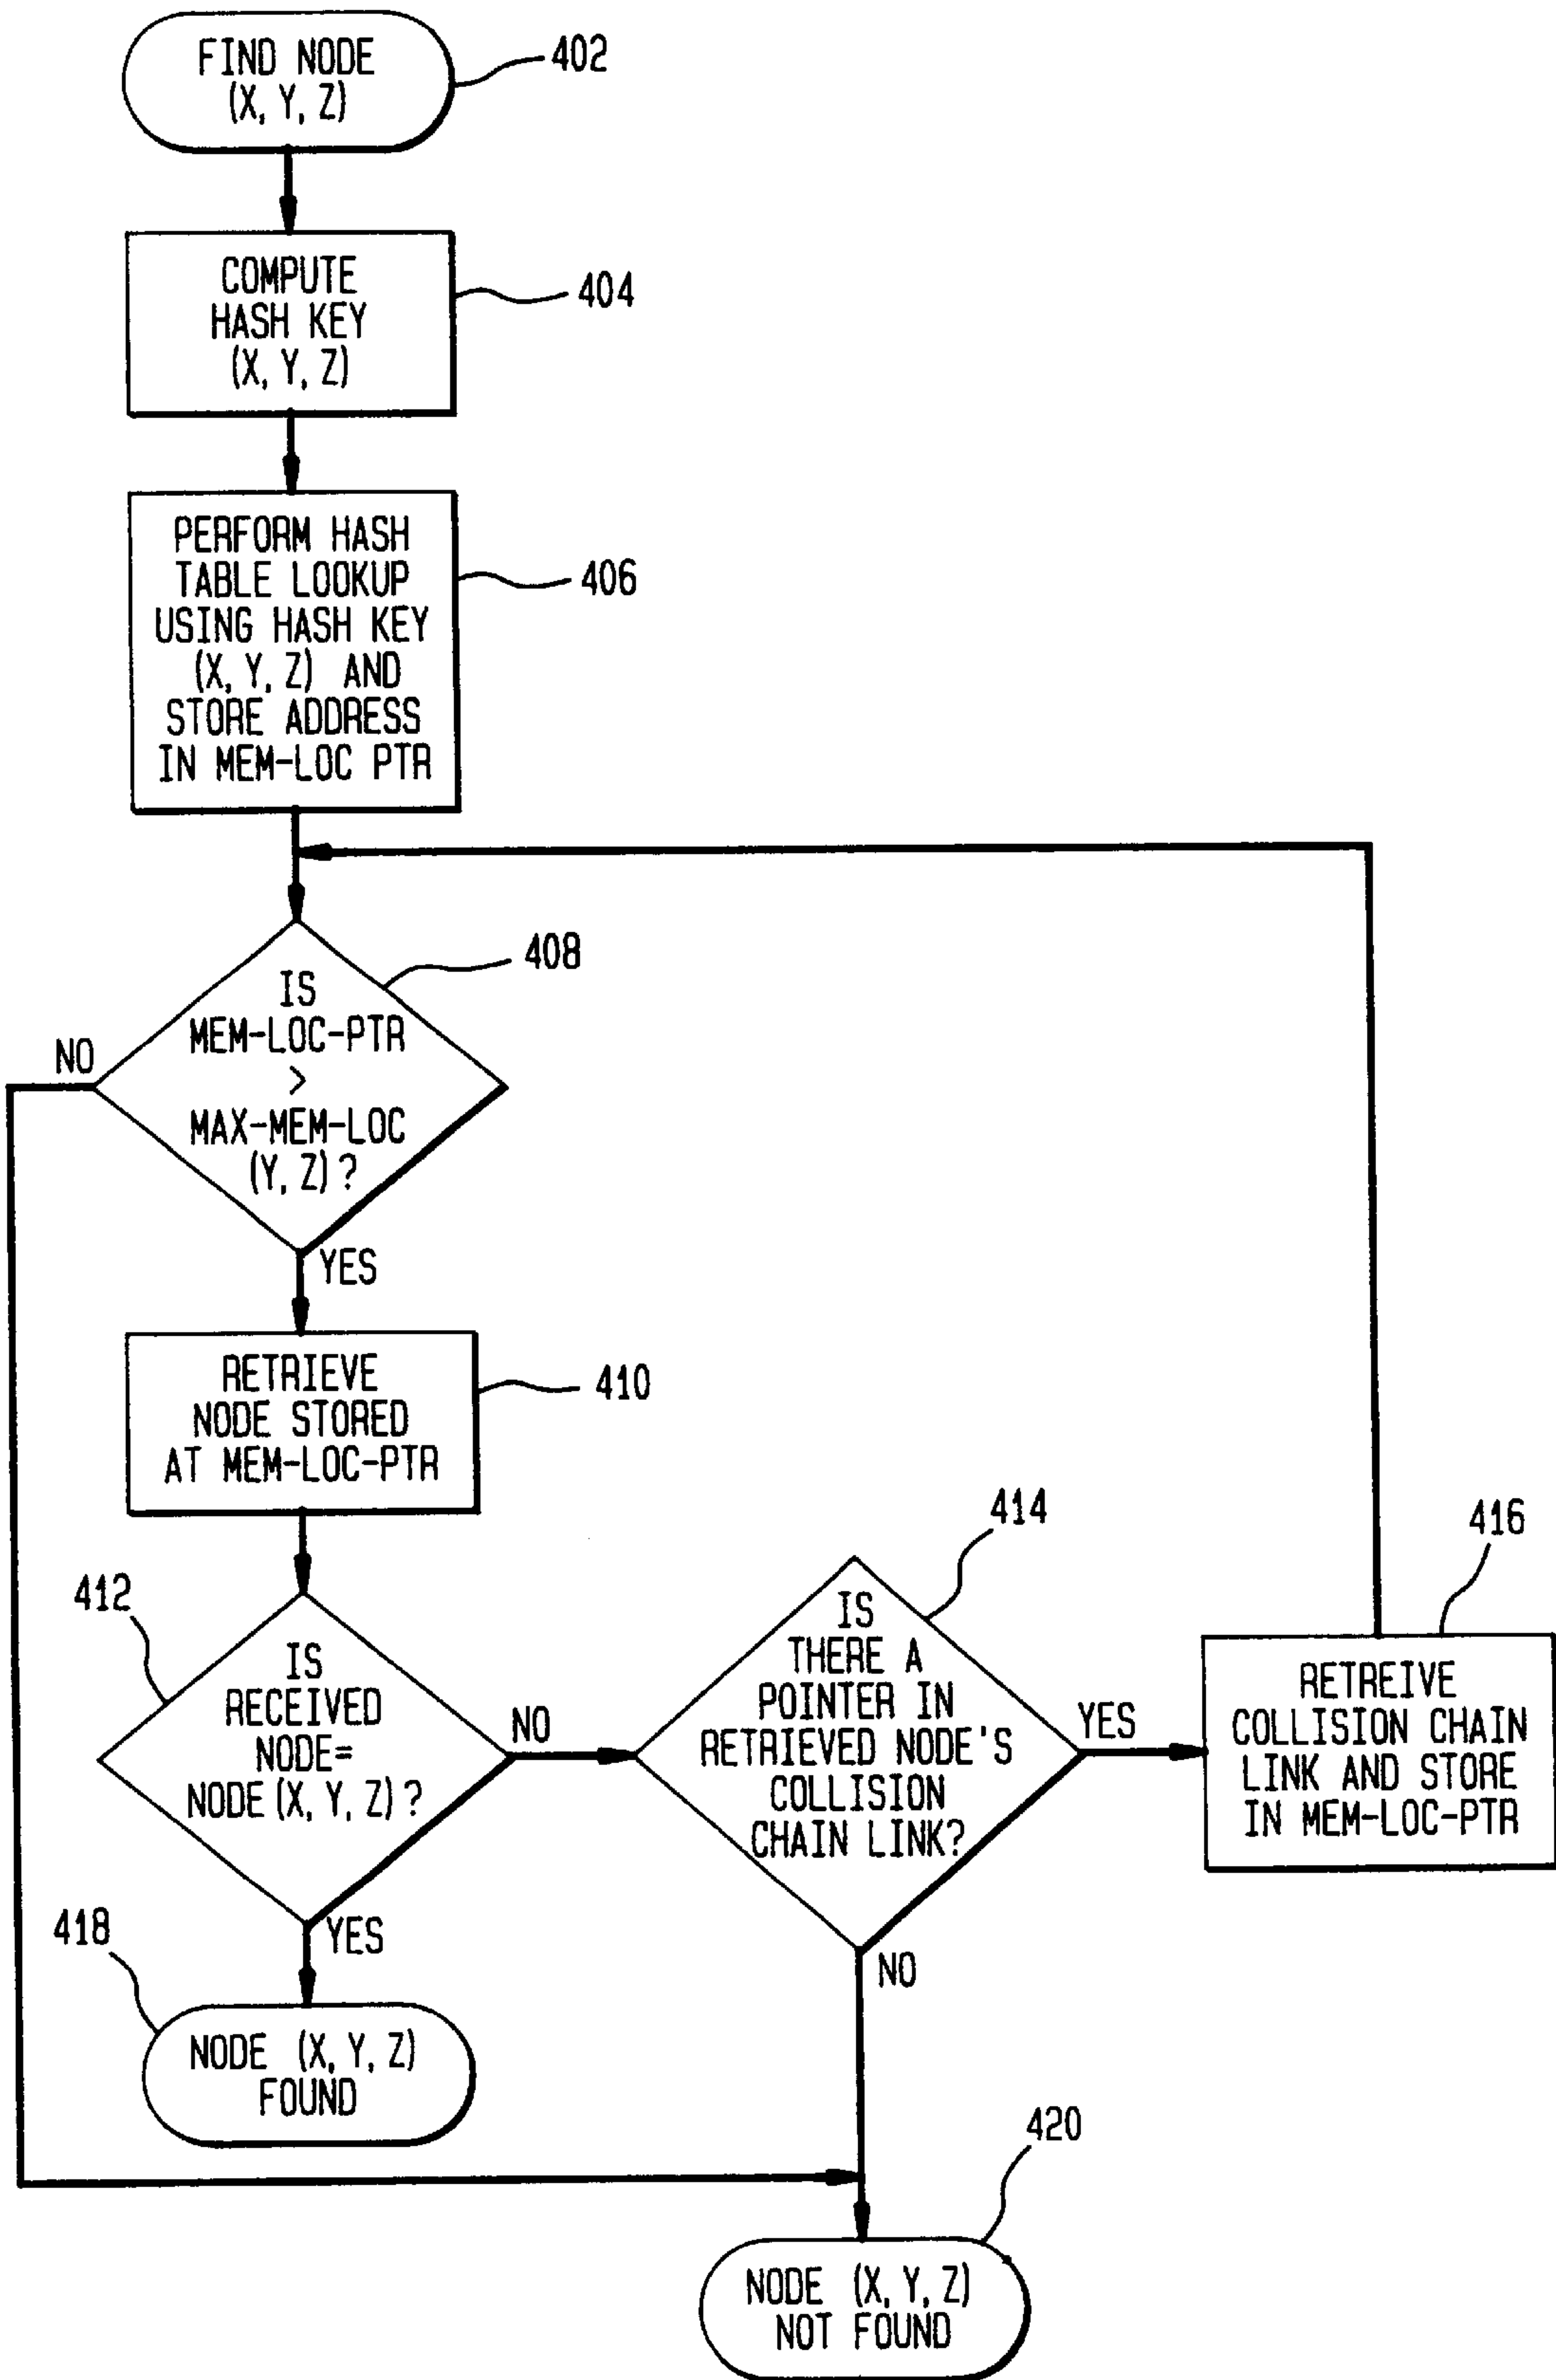 FIND NODE
(X, Y, Z)
402
COMPUTE
HASH KEY
(X, Y, Z)
404
PERFORM HASH
TABLE LOOKUP
USING HASH KEY
(X, Y, Z) AND
STORE ADDRESS
IN MEM-LOC PTR
406
IS
MEM-LOC-PTR
>
MAX-MEM-LOC
(Y, Z)?
408
NO
YES
RETRIEVE
NODE STORED
AT MEM-LOC-PTR
410
412
IS
RECEIVED
NODE=
NODE (X, Y, Z)?
NO
YES
414
IS
THERE A
POINTER IN
RETRIEVED NODE'S
COLLISION
CHAIN LINK?
YES
NO
416
RETREIVE
COLLISION CHAIN
LINK AND STORE
IN MEM-LOC-PTR
418
NODE (X, Y, Z)
FOUND
420
NODE (X, Y, Z)
NOT FOUND